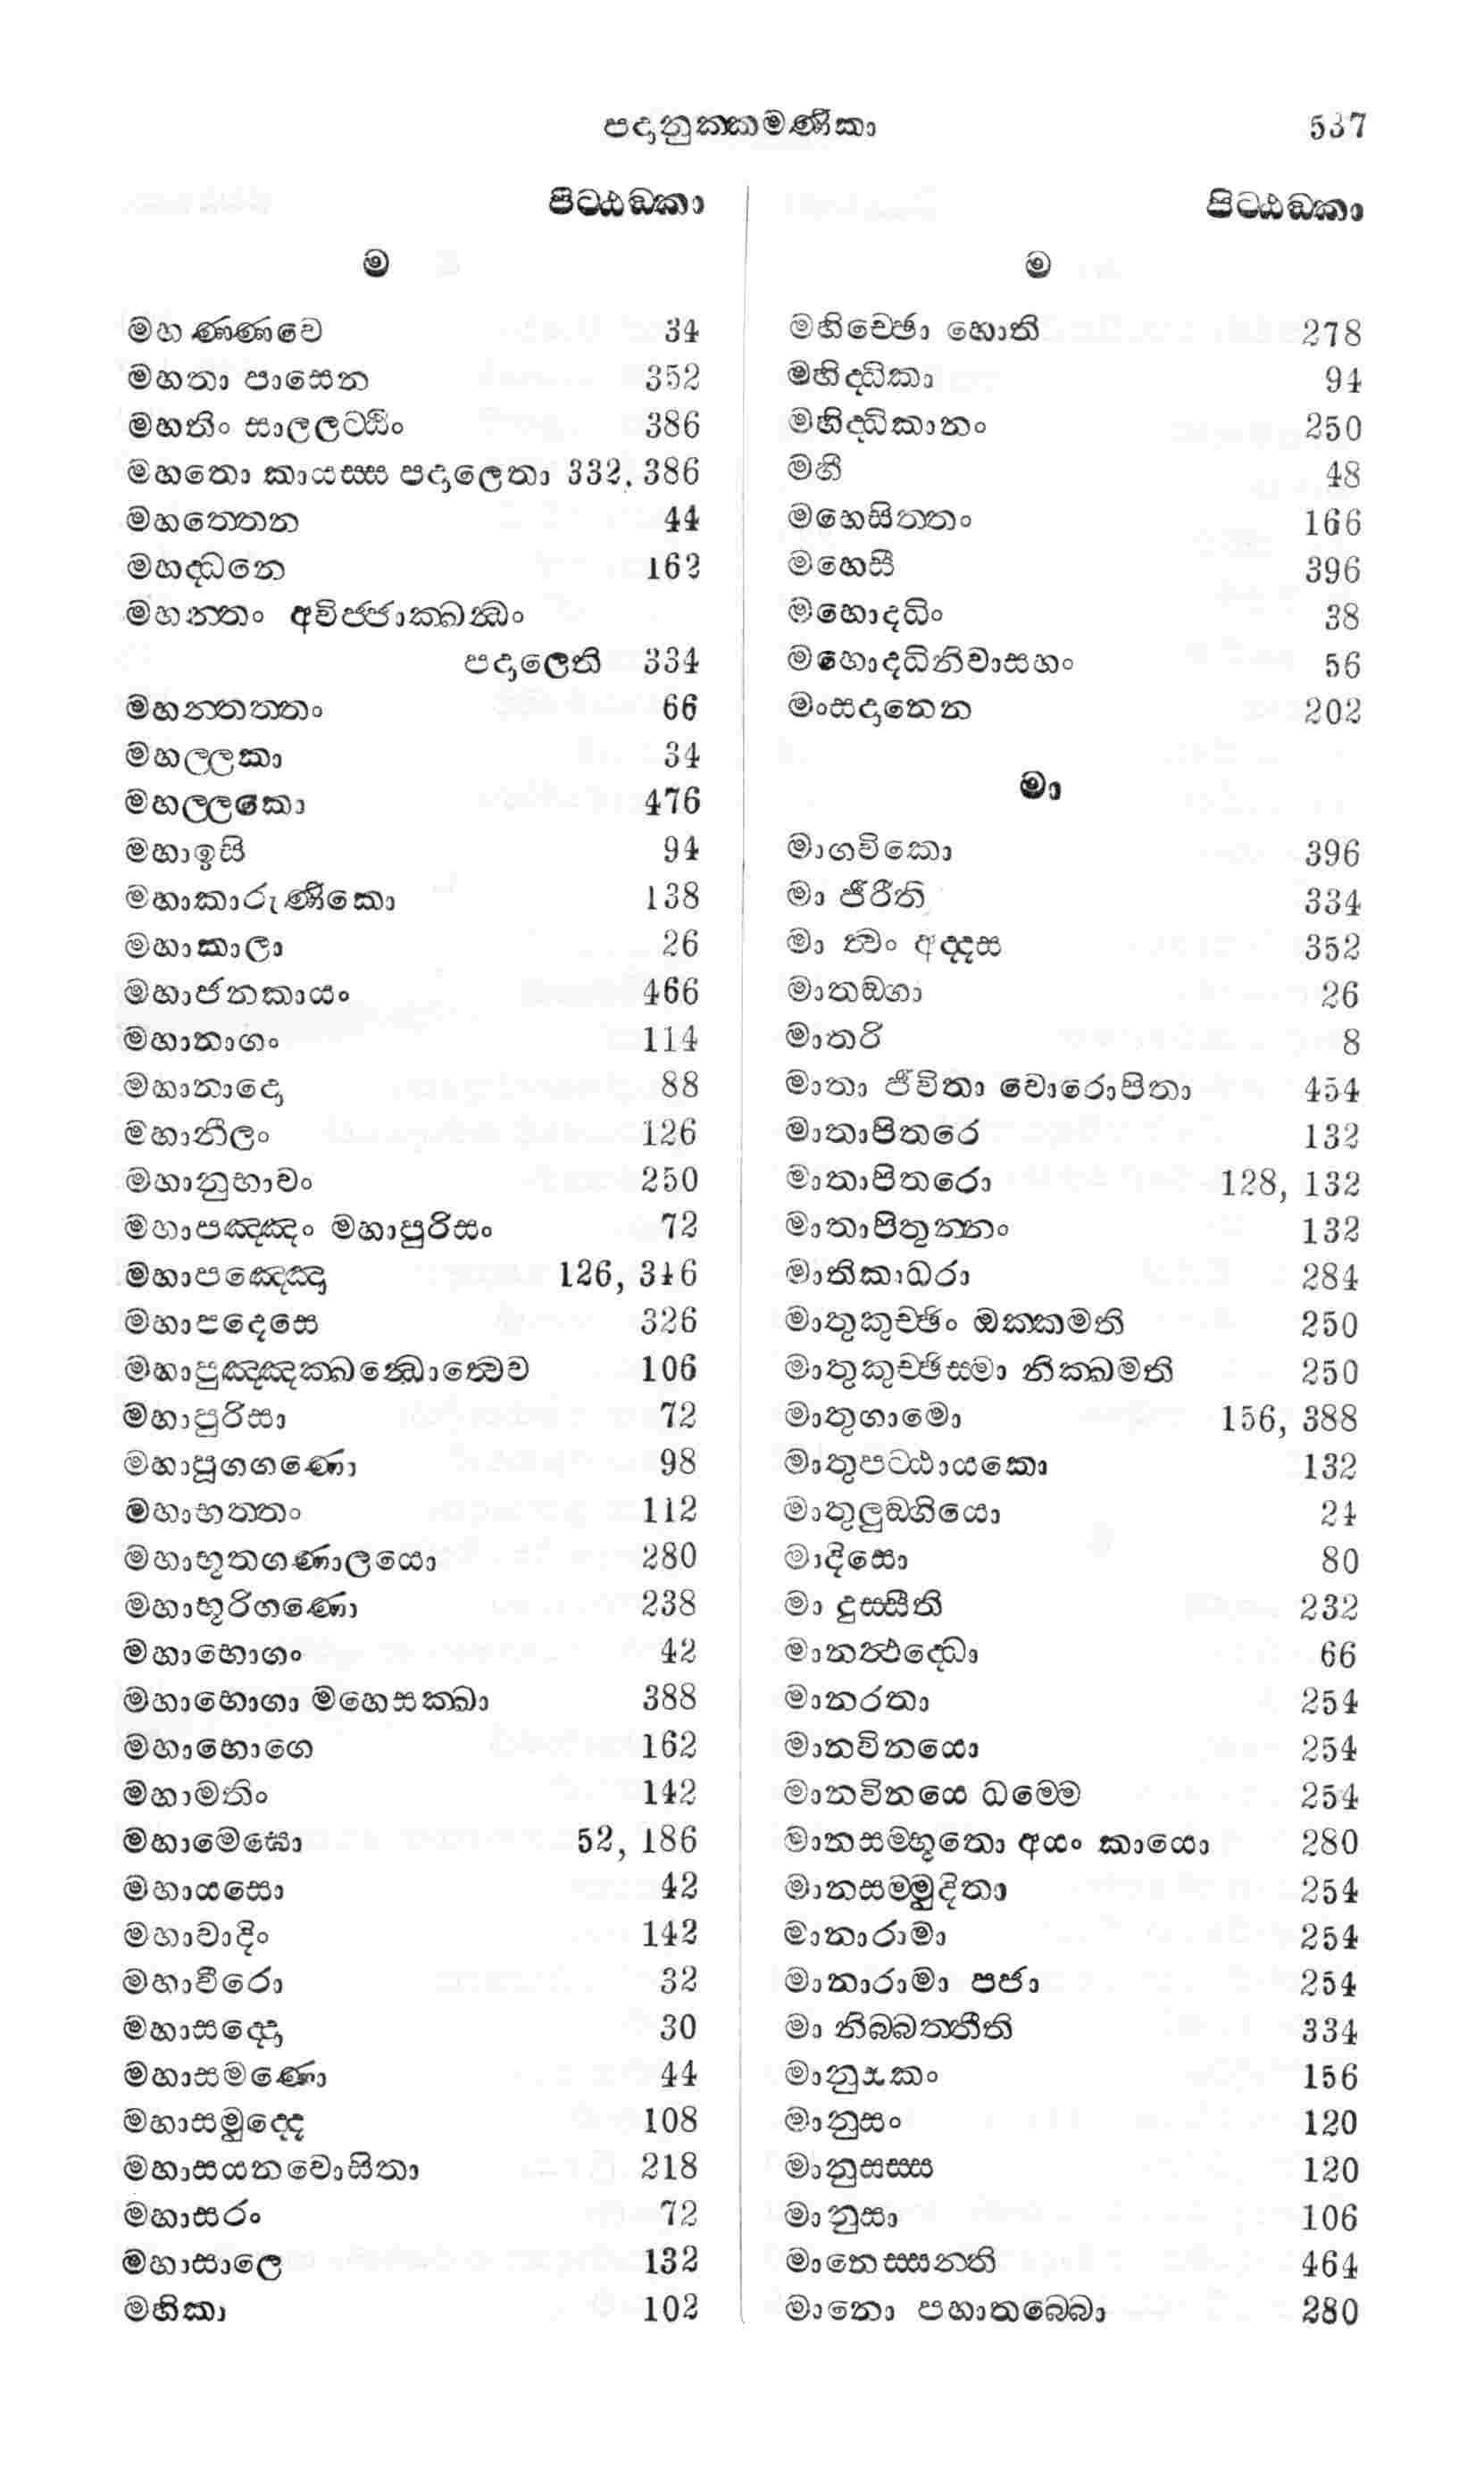 පදානුක්කමණිකා 537
පිට්ඨඞ්කා
ම
මහණ්ණවෙ 34
මහතා පාසෙන 352
මහතිං සාලලට්ඨිං 386
මහතො කායස්ස පදාලෙතා 332, 386
මහත්තෙන 44
මහද්ධනෙ 162
මහන්තං අවිජ්ජාක්ඛන්ධං
පදාලෙති 334
මහන්තත්තං 66
මහල්ලකා 34
මහල්ලකො 476
මහාඉසි 94
මහාකාරුණිකො 138
මහාකාලා 26
මහාජනකායං 466
මහානාගං 114
මහානාදො 88
මහානීලං 126
මහානුභාවං 250
මහාපඤ්ඤං මහාපුරිසං 72
මහාපඤ්ඤො 126, 316
මහාපදෙසෙ 326
මහාපුඤ්ඤක්ඛන්ධොත්වෙව 106
මහාපුරිසා 72
මහාපූගගණො 98
මහාභත්තං 112
මහාභූතගණාලයො 280
මහාභූරිගණො 238
මහාභොගං 42
මහාභොගා මහෙසක්ඛා 388
මහාභොගෙ 162
මහාමතිං 142
මහාමෙඝො 52, 186
මහායසො 42
මහාවාදිං 142
මහාවීරො 32
මහාසද්දො 30
මහාසමණො 44
මහාසමුද්දෙ 108
මහාසයනවොසිතා 218
මහාසරං 72
මහාසාලෙ 132
මහිකා 102
පිට්ඨඞ්කා
ම
මහිච්ඡො හොති 278
මහිද්ධිකා 94
මහිද්ධිකානං 250
මහී 48
මහෙසිත්තං 166
මහෙසී 396
මහොදධිං 38
මහොදධිනිවාසහං 56
මංසදානෙන 202
මා
මාගවිකො 396
මා ජීරීති 334
මා ත්වං අද්දස 352
මාතඞ්ගා 26
මාතරි 8
මාතා ජීවිතා වොරොපිතා 454
මාතාපිතරෙ 132
මාතාපිතරො 128, 132
මාතාපිතූන්නං 132
මාතිකාධරා 284
මාතුකුච්ඡිං ඔක්කමති 250
මාතුකුච්ඡිස්මා නික්ඛමති 250
මාතුගාමො 156, 388
මාතුපට්ඨායකො 132
මාතුලුඞ්ගියො 24
මාදිසො 80
මා දුස්සීති 232
මානත්ථද්ධො 66
මානරතා 254
මානවිනයො 254
මානවිනයෙ ධම්මෙ 254
මානසම්භූතො අයං කායො 280
මානසම්මුදිතා 254
මානාරාමා 254
මානාරාමා පජා 254
මා නිබ්බත්තීති 334
මානුසකං 156
මානුසං 120
මානුසස්ස 120
මානුසා 106
මානෙස්සන්ති 464
මානො පහාතබ්බො 280